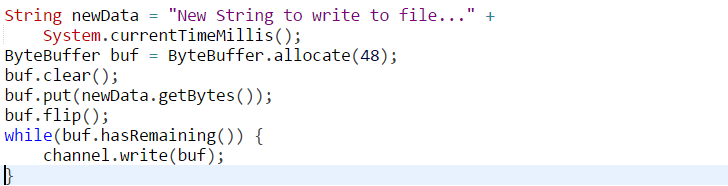 String newData = "New String to write to file..." +
    System.currentTimeMillis();
ByteBuffer buf = ByteBuffer.allocate(48);
buf.clear();
buf.put(newData.getBytes());
buf.flip();
while(buf.hasRemaining()) {
    channel.write(buf);
}